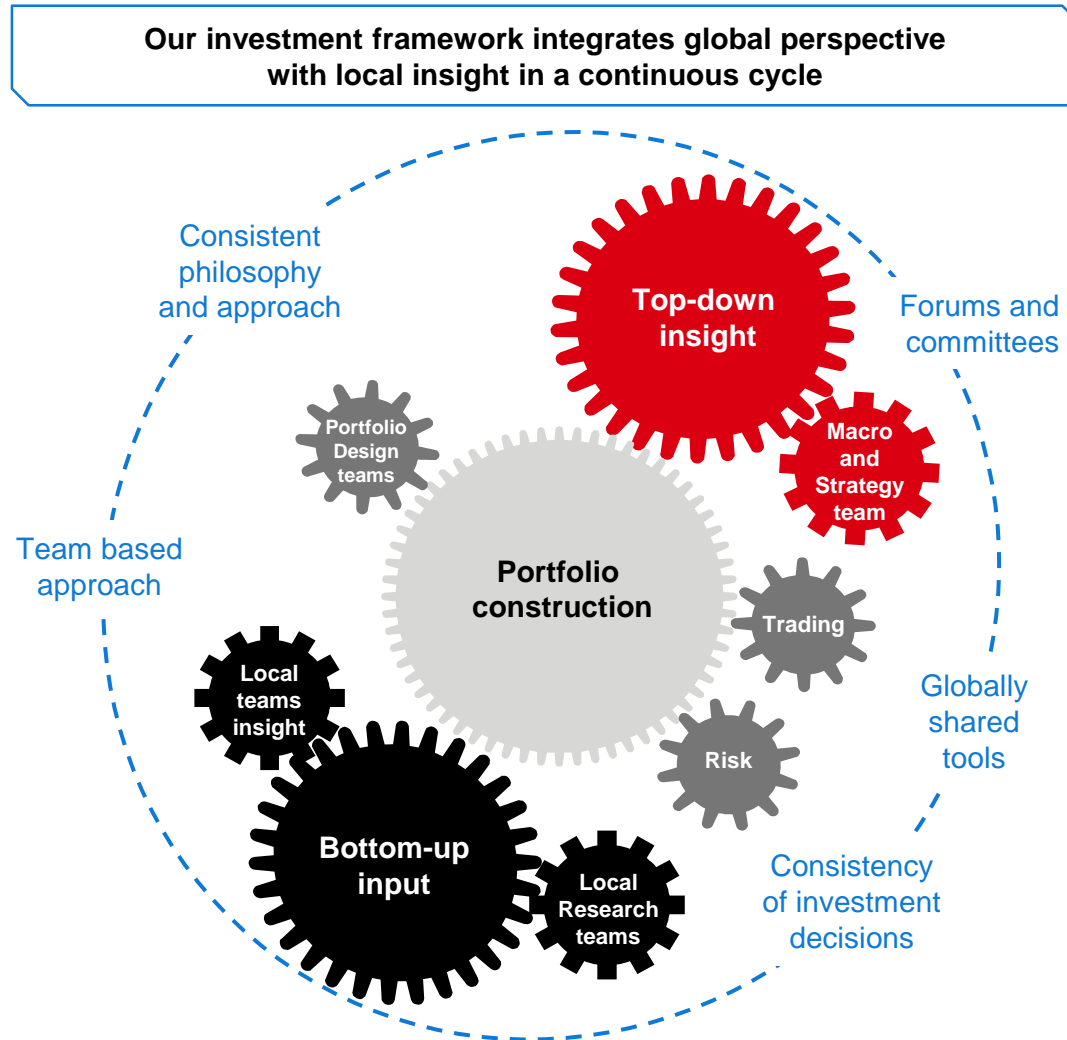 Our investment framework integrates global perspective
with local insight in a continuous cycle
Consistent
philosophy
and approach
Top-down
insight
Forums and
committees
Portfolio
Design
teams
Macro
and
Strategy
team
Team based
approach
Portfolio
construction
Trading
Local
teams
insight
Globally
shared
tools
Risk
Bottom-up
input
Local
Research
teams
Consistency
of investment
decisions